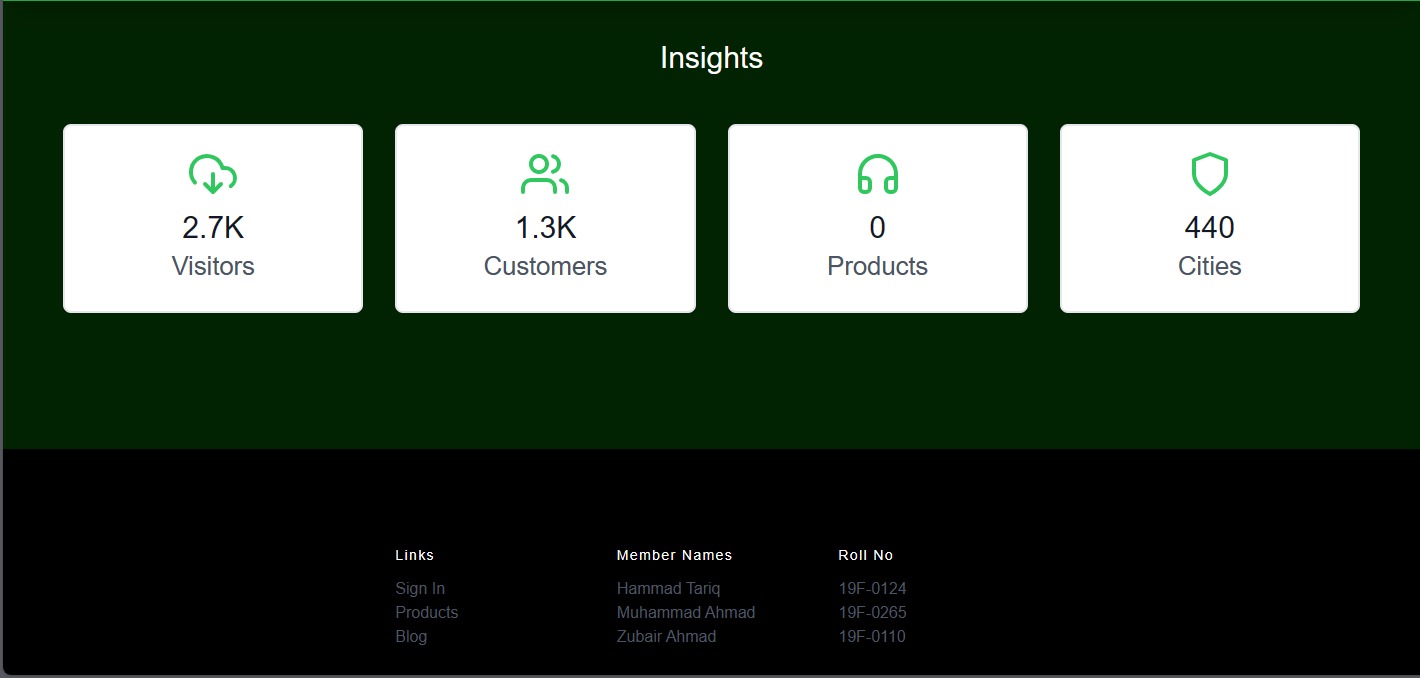 Insights
2.7K
Visitors
1.3K
Customers
0
Products
440
Cities
Links
Sign In
Products
Blog
Member Names
Hammad Tariq
Muhammad Ahmad
Zubair Ahmad
Roll No
19F-0124
19F-0265
19F-0110